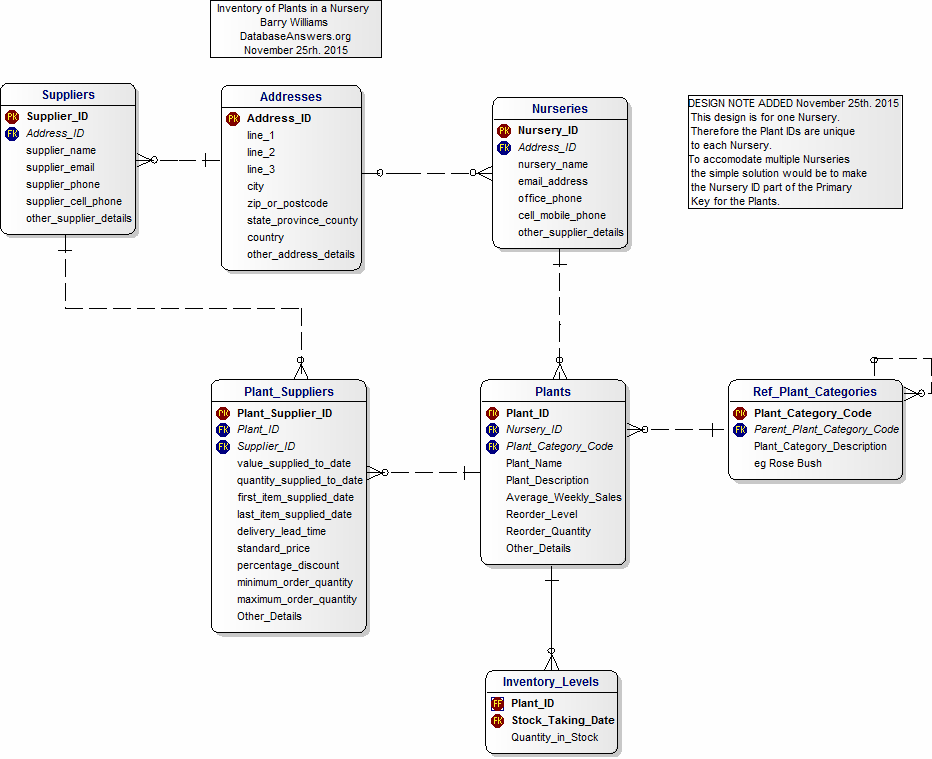 Inventory of Plants in a Nursery
Barry Williams
DatabaseAnswers.org
November 25rh. 2015
Suppliers
PK Supplier_ID
FK Address_ID
supplier_name
supplier_email
supplier_phone
supplier_cell_phone
other_supplier_details
Addresses
PK Address_ID
line_1
line_2
line_3
city
zip_or_postcode
state_province_county
country
other_address_details
Nurseries
PK Nursery_ID
FK Address_ID
nursery_name
email_address
office_phone
cell_mobile_phone
other_supplier_details
DESIGN NOTE ADDED November 25th. 2015
This design is for one Nursery.
Therefore the Plant IDs are unique
to each Nursery.
To accomodate multiple Nurseries
the simple solution would be to make
the Nursery ID part of the Primary
Key for the Plants.
Plant_Suppliers
PK Plant_Supplier_ID
FK Plant_ID
FK Supplier_ID
value_supplied_to_date
quantity_supplied_to_date
first_item_supplied_date
last_item_supplied_date
delivery_lead_time
standard_price
percentage_discount
minimum_order_quantity
maximum_order_quantity
Other_Details
Plants
PK Plant_ID
FK Nursery_ID
FK Plant_Category_Code
Plant_Name
Plant_Description
Average_Weekly_Sales
Reorder_Level
Reorder_Quantity
Other_Details
Ref_Plant_Categories
PK Plant_Category_Code
FK Parent_Plant_Category_Code
Plant_Category_Description
eg Rose Bush
Inventory_Levels
FF Plant_ID
PK Stock_Taking_Date
Quantity_in_Stock